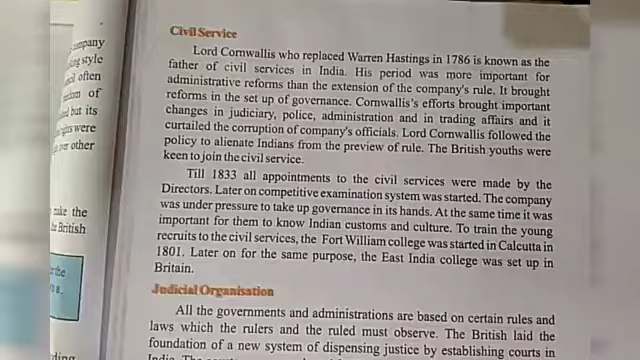 company
style
often
of
but its
were
other
make the
British
the
Civil Service
Lord Cornwallis who replaced Warren Hastings in 1786 is known as the
father of civil services in India. His period was more important for
administrative reforms than the extension of the company's rule. It brought
reforms in the set up of governance. Cornwallis's efforts brought important
changes in judiciary, police, administration and in trading affairs and it
curtailed the corruption of company's officials. Lord Cornwallis followed the
policy to alienate Indians from the preview of rule. The British youths were
keen to join the civil service.
Till 1833 all appointments to the civil services were made by the
Directors. Later on competitive examination system was started. The company
was under pressure to take up governance in its hands. At the same time it was
important for them to know Indian customs and culture. To train the young
recruits to the civil services, the Fort William college was started in Calcutta in
1801. Later on for the same purpose, the East India college was set up in
Britain.
Judicial Organisation
All the governments and administrations are based on certain rules and
laws which the rulers and the ruled must observe. The British laid the
foundation of a new system of dispensing justice by establishing courts in
India. The